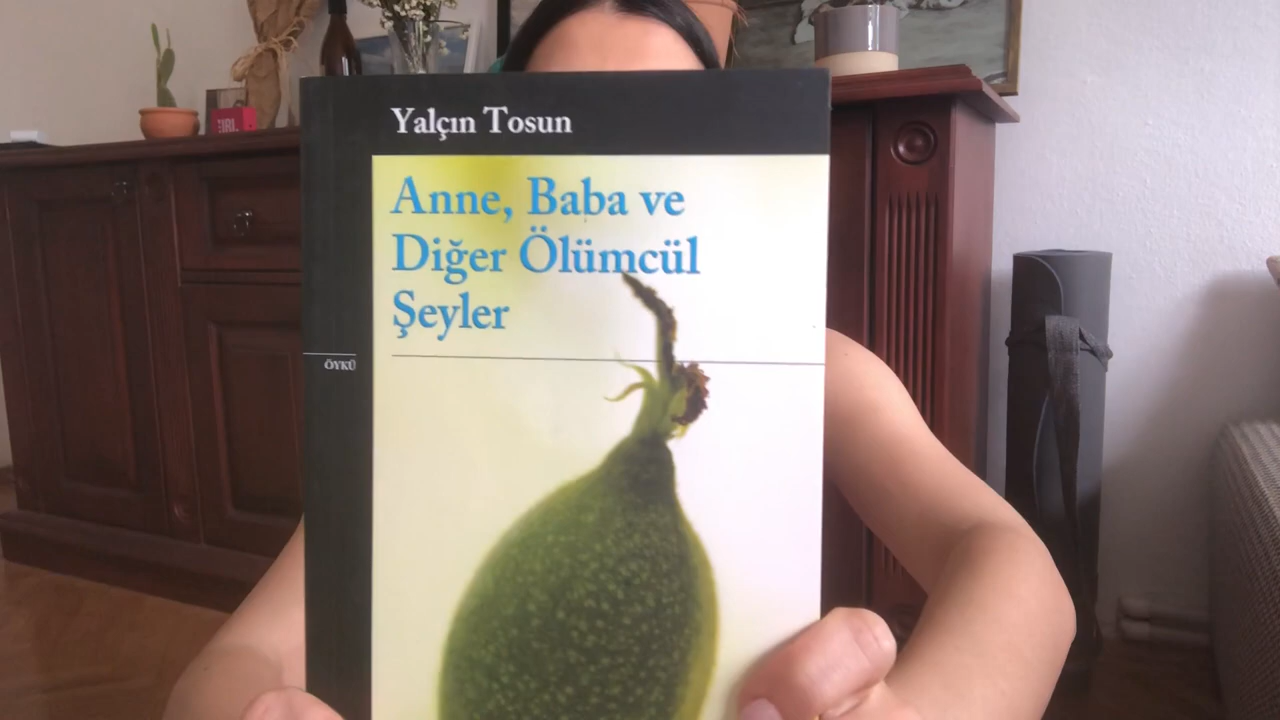 Yalçın Tosun
Anne, Baba ve
Diğer Ölümcül
Şeyler
ÖYKÜ